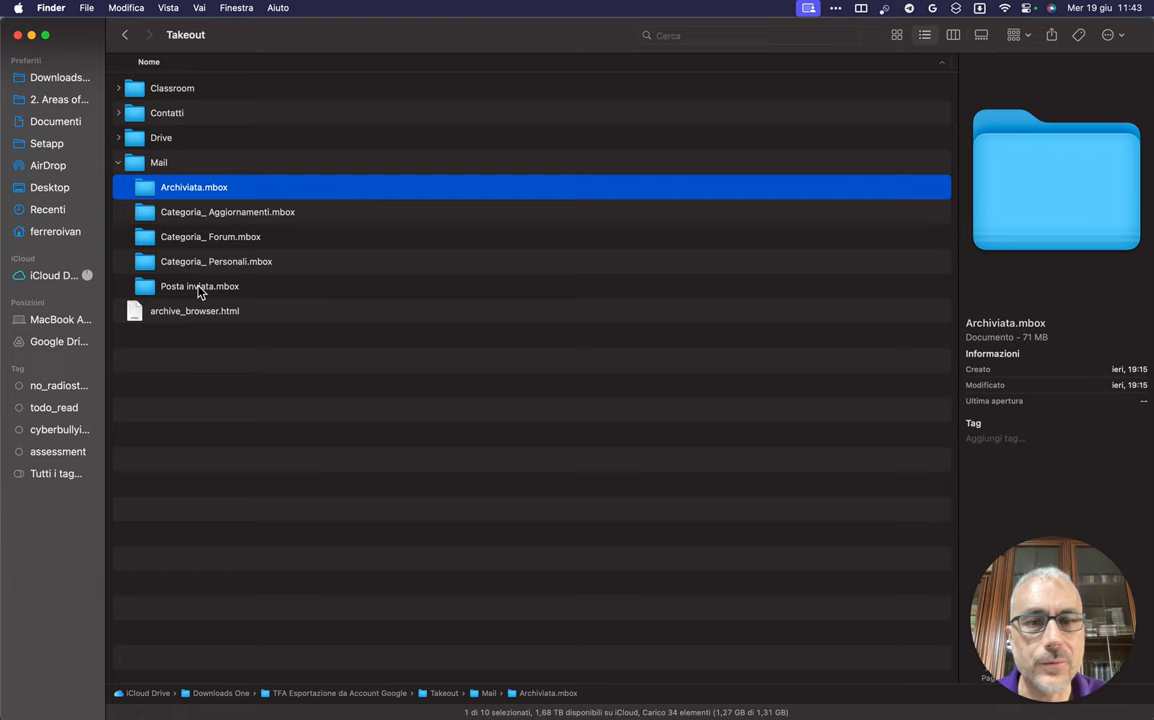 Finder File Modifica Vista Vai Finestra Aiuto Mer 19 giu 11:43
Takeout
Cerca
Preferiti
Downloads...
2. Areas of...
Documenti
Setapp
AirDrop
Desktop
Recenti
ferreroivan
iCloud
iCloud D...
Posizioni
MacBook A...
Google Dri...
Tag
no_radiost...
todo_read
cyberbullyi...
assessment
Tutti i tag...
Nome
Classroom
Contatti
Drive
Mail
Archiviata.mbox
Categoria_ Aggiornamenti.mbox
Categoria_ Forum.mbox
Categoria_ Personali.mbox
Posta inviata.mbox
archive_browser.html
Archiviata.mbox
Documento - 71 MB
Informazioni
Creato ieri, 19:15
Modificato ieri, 19:15
Ultima apertura --
Tag
Aggiungi tag...
iCloud Drive › Downloads One › TFA Esportazione da Account Google › Takeout › Mail › Archiviata.mbox
1 di 10 selezionati, 1,68 TB disponibili su iCloud, Carico 34 elementi (1,27 GB di 1,31 GB)